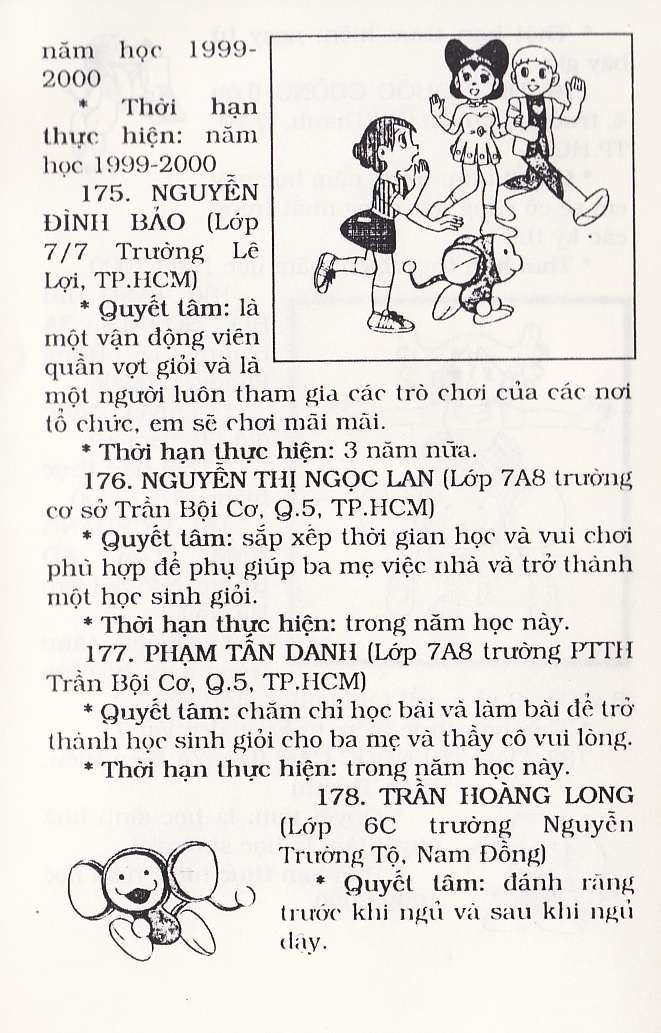 năm học 1999-
2000
* Thời hạn
thực hiện: năm
học 1999-2000
175. NGUYỄN
ĐÌNH BẢO (Lớp
7/7 Trường Lê
Lợi, TP.HCM)
* Quyết tâm: là
một vận động viên
quần vợt giỏi và là
một người luôn tham gia các trò chơi của các nơi
tổ chức, em sẽ chơi mãi mãi.
* Thời hạn thực hiện: 3 năm nữa.
176. NGUYỄN THỊ NGỌC LAN (Lớp 7A8 trường
cơ sở Trần Bội Cơ, Q.5, TP.HCM)
* Quyết tâm: sắp xếp thời gian học và vui chơi
phù hợp để phụ giúp ba mẹ việc nhà và trở thành
một học sinh giỏi.
* Thời hạn thực hiện: trong năm học này.
177. PHẠM TẤN DANH (Lớp 7A8 trường PTTH
Trần Bội Cơ, Q.5, TP.HCM)
* Quyết tâm: chăm chỉ học bài và làm bài để trở
thành học sinh giỏi cho ba mẹ và thầy cô vui lòng.
* Thời hạn thực hiện: trong năm học này.
178. TRẦN HOÀNG LONG
(Lớp 6C trường Nguyễn
Trường Tộ, Nam Đồng)
* Quyết tâm: đánh răng
trước khi ngủ và sau khi ngủ
dậy.